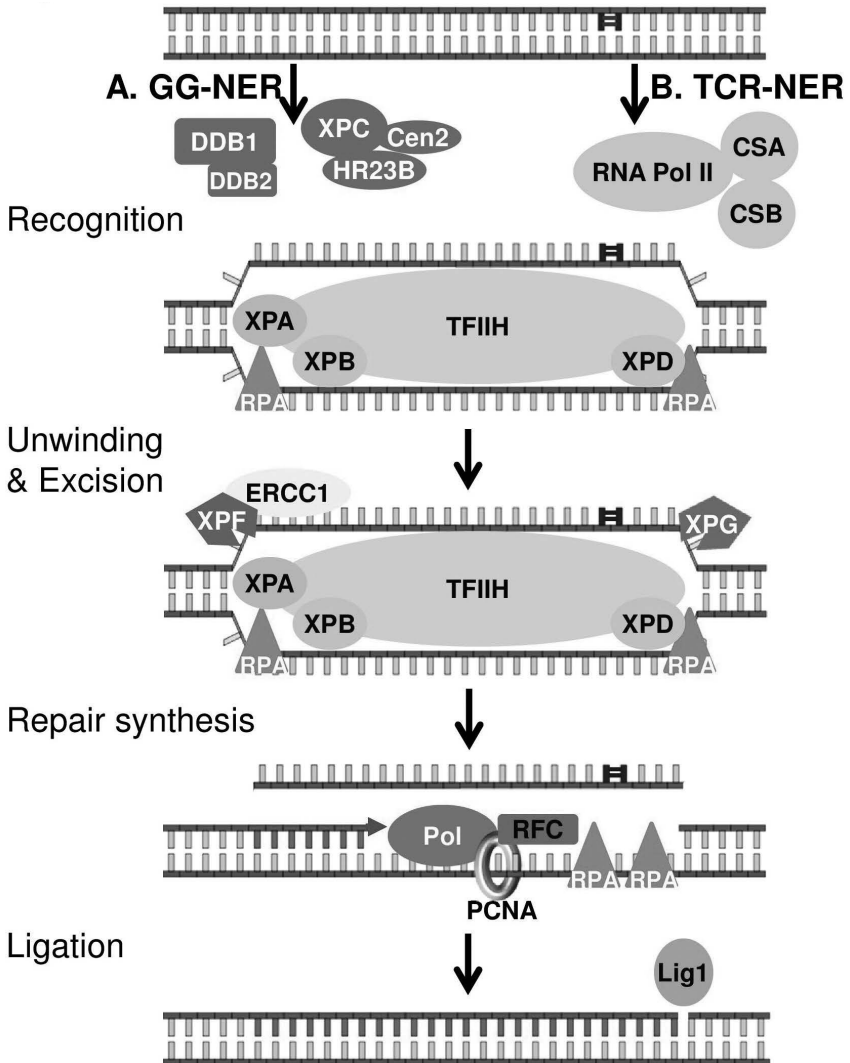 A. GG-NER
B. TCR-NER
DDB1
DDB2
XPC
Cen2
HR23B
RNA Pol II
CSA
CSB
Recognition
XPA
TFIIH
XPB
XPD
RPA
RPA
Unwinding
& Excision
ERCC1
XPF
XPG
XPA
TFIIH
XPB
XPD
RPA
RPA
Repair synthesis
Pol
RFC
RPA
RPA
PCNA
Ligation
Lig1